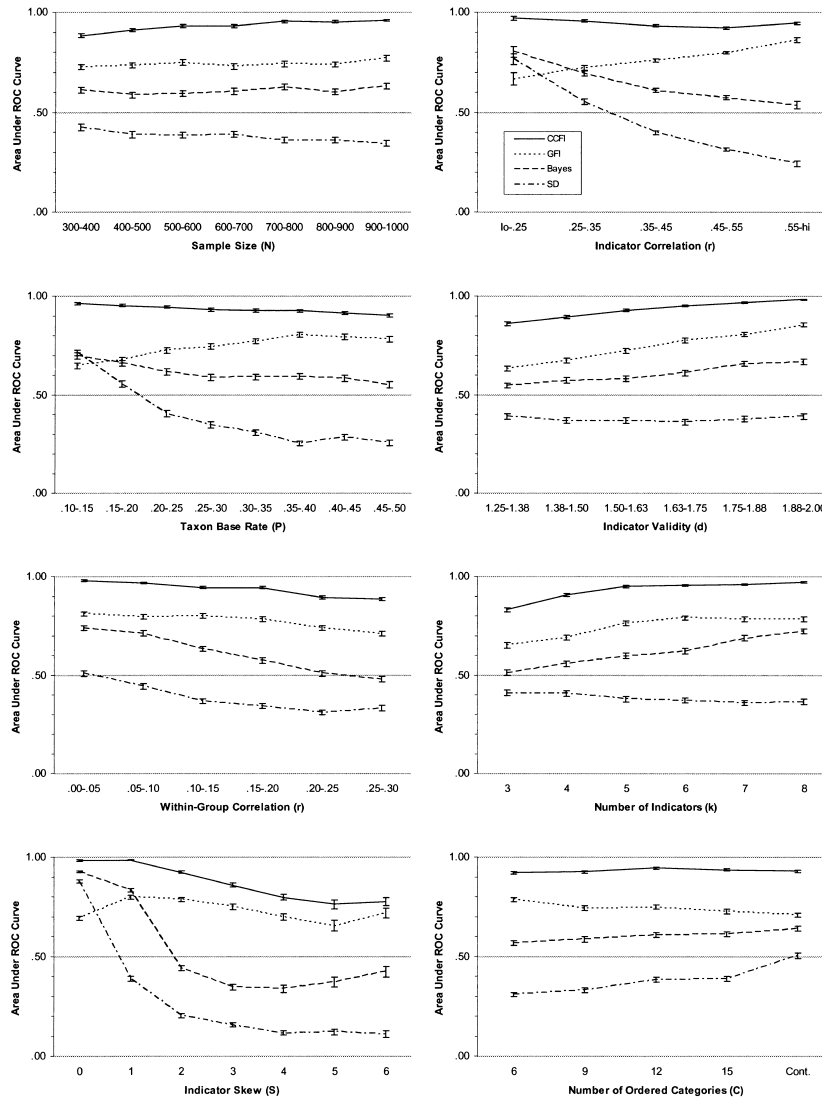 1.00
.50
.00
Area Under ROC Curve
300-400 400-500 500-600 600-700 700-800 800-900 900-1000
Sample Size (N)
1.00
.50
.00
Area Under ROC Curve
CCFI
GFI
Bayes
SD
lo-.25 .25-.35 .35-.45 .45-.55 .55-hi
Indicator Correlation (r)
1.00
.50
.00
Area Under ROC Curve
.10-.15 .15-.20 .20-.25 .25-.30 .30-.35 .35-.40 .40-.45 .45-.50
Taxon Base Rate (P)
1.00
.50
.00
Area Under ROC Curve
1.25-1.38 1.38-1.50 1.50-1.63 1.63-1.75 1.75-1.88 1.88-2.00
Indicator Validity (d)
1.00
.50
.00
Area Under ROC Curve
.00-.05 .05-.10 .10-.15 .15-.20 .20-.25 .25-.30
Within-Group Correlation (r)
1.00
.50
.00
Area Under ROC Curve
3 4 5 6 7 8
Number of Indicators (k)
1.00
.50
.00
Area Under ROC Curve
0 1 2 3 4 5 6
Indicator Skew (S)
1.00
.50
.00
Area Under ROC Curve
6 9 12 15 Cont.
Number of Ordered Categories (C)